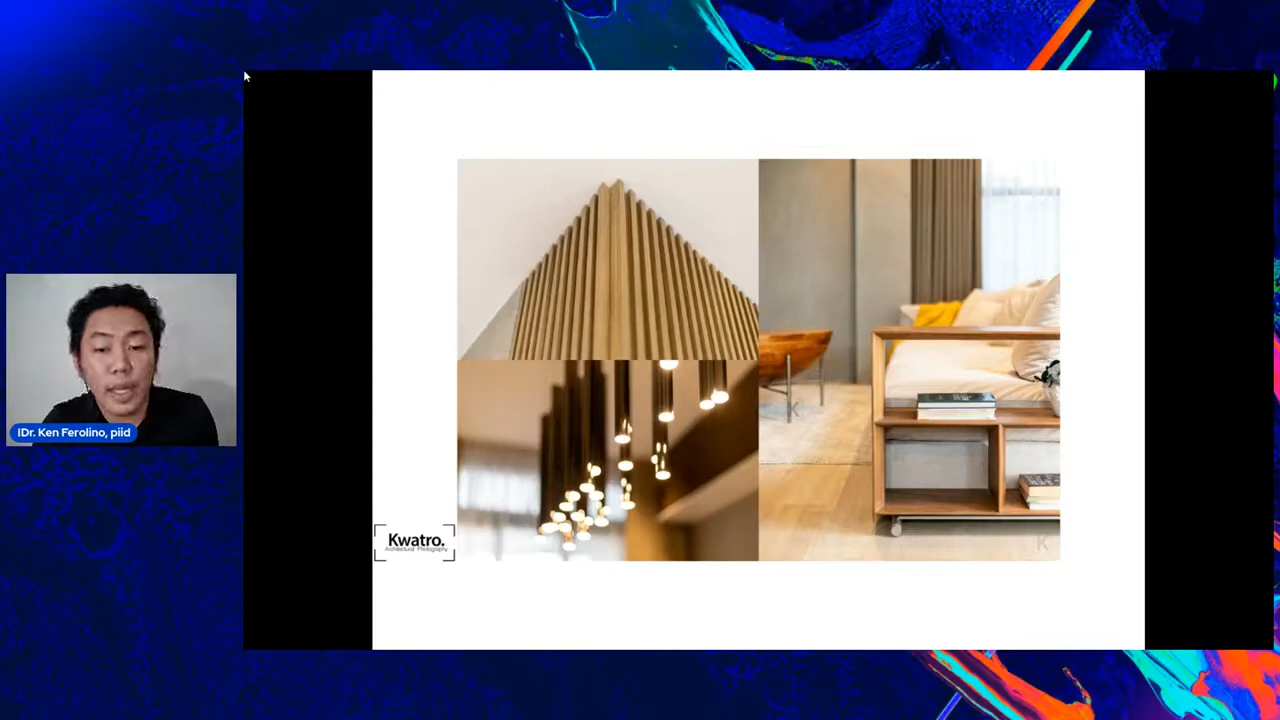 IDr. Ken Ferolino, piid
Kwatro.
Architectural Photography
K
K